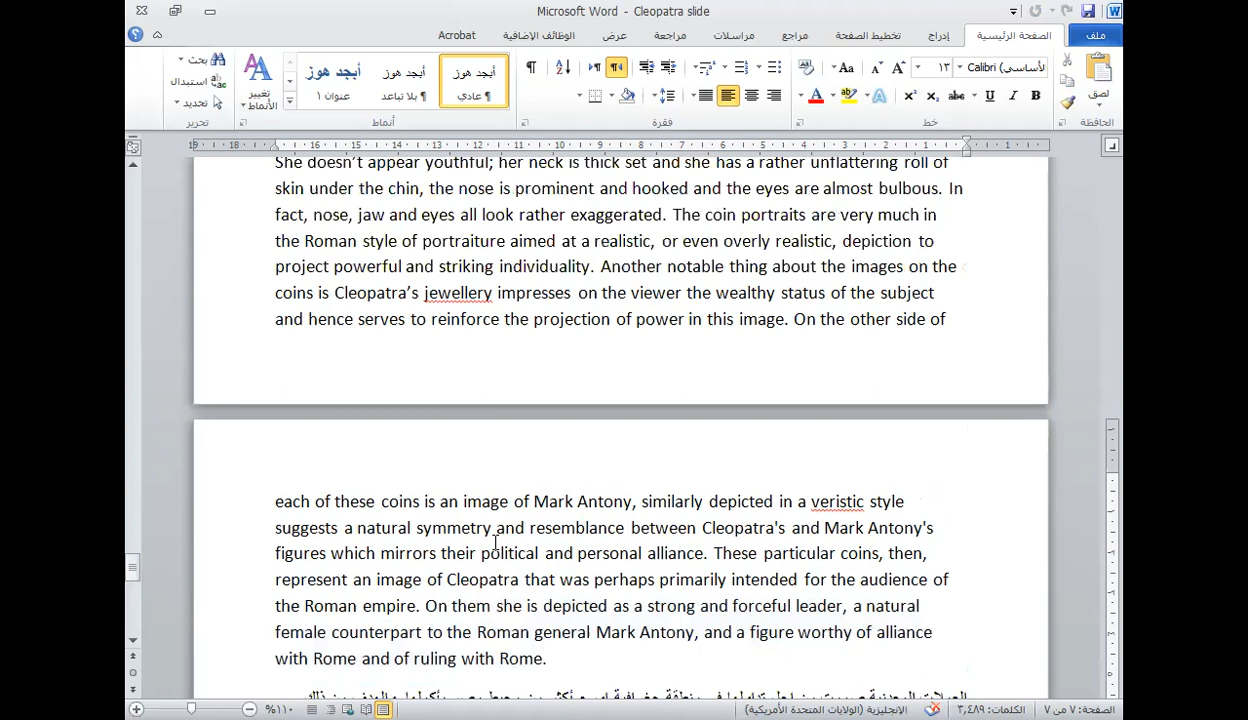 Microsoft Word - Cleopatra slide
ملف
الصفحة الرئيسية
إدراج
تخطيط الصفحة
مراجع
مراسلات
مراجعة
عرض
الوظائف الإضافية
Acrobat
لصق
الحافظة
Calibri (الأساسي)
١٣
خط
فقرة
أبجد هوز
عادي
أبجد هوز
بلا تباعد
أبجد هوز
عنوان ١
تغيير الأنماط
أنماط
بحث
استبدال
تحديد
تحرير
She doesn't appear youthful; her neck is thick set and she has a rather unflattering roll of
skin under the chin, the nose is prominent and hooked and the eyes are almost bulbous. In
fact, nose, jaw and eyes all look rather exaggerated. The coin portraits are very much in
the Roman style of portraiture aimed at a realistic, or even overly realistic, depiction to
project powerful and striking individuality. Another notable thing about the images on the
coins is Cleopatra's jewellery impresses on the viewer the wealthy status of the subject
and hence serves to reinforce the projection of power in this image. On the other side of
each of these coins is an image of Mark Antony, similarly depicted in a veristic style
suggests a natural symmetry and resemblance between Cleopatra's and Mark Antony's
figures which mirrors their political and personal alliance. These particular coins, then,
represent an image of Cleopatra that was perhaps primarily intended for the audience of
the Roman empire. On them she is depicted as a strong and forceful leader, a natural
female counterpart to the Roman general Mark Antony, and a figure worthy of alliance
with Rome and of ruling with Rome.
الصفحة: ٧ من ٧
الكلمات: ٣,٤٨٩
الإنجليزية (الولايات المتحدة الأمريكية)
%١١٠